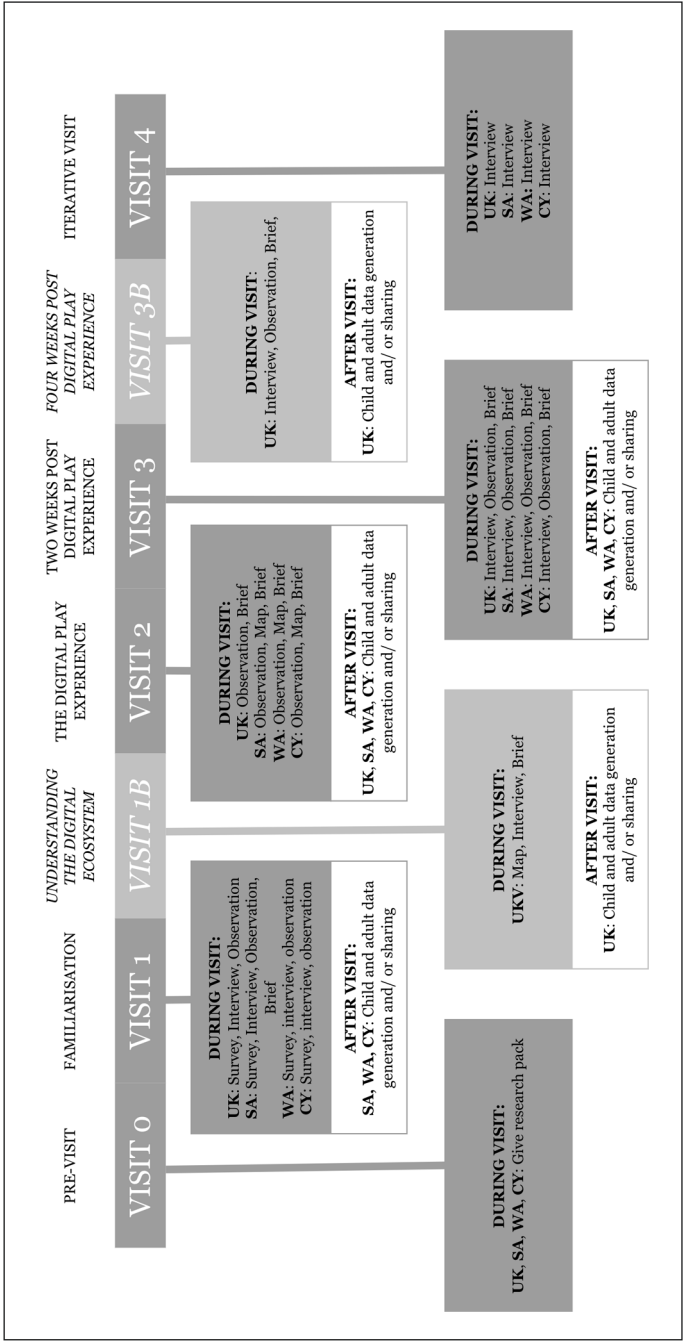 PRE-VISIT
FAMILIARISATION
UNDERSTANDING
THE DIGITAL
ECOSYSTEM
THE DIGITAL PLAY
EXPERIENCE
TWO WEEKS POST
DIGITAL PLAY
EXPERIENCE
FOUR WEEKS POST
DIGITAL PLAY
EXPERIENCE
ITERATIVE VISIT
VISIT 0
VISIT 1
VISIT 1B
VISIT 2
VISIT 3
VISIT 3B
VISIT 4
DURING VISIT:
UK: Survey, Interview, Observation
SA: Survey, Interview, Observation,
Brief
WA: Survey, interview, observation
CY: Survey, interview, observation
AFTER VISIT:
SA, WA, CY: Child and adult data
generation and/ or sharing
DURING VISIT:
UK: Observation, Brief
SA: Observation, Map, Brief
WA: Observation, Map, Brief
CY: Observation, Map, Brief
AFTER VISIT:
UK, SA, WA, CY: Child and adult data
generation and/ or sharing
DURING VISIT:
UK: Interview, Observation, Brief,
AFTER VISIT:
UK: Child and adult data generation
and/ or sharing
DURING VISIT:
UK, SA, WA, CY: Give research pack
DURING VISIT:
UKV: Map, Interview, Brief
AFTER VISIT:
UK: Child and adult data generation
and/ or sharing
DURING VISIT:
UK: Interview, Observation, Brief
SA: Interview, Observation, Brief
WA: Interview, Observation, Brief
CY: Interview, Observation, Brief
AFTER VISIT:
UK, SA, WA, CY: Child and adult data
generation and/ or sharing
DURING VISIT:
UK: Interview
SA: Interview
WA: Interview
CY: Interview